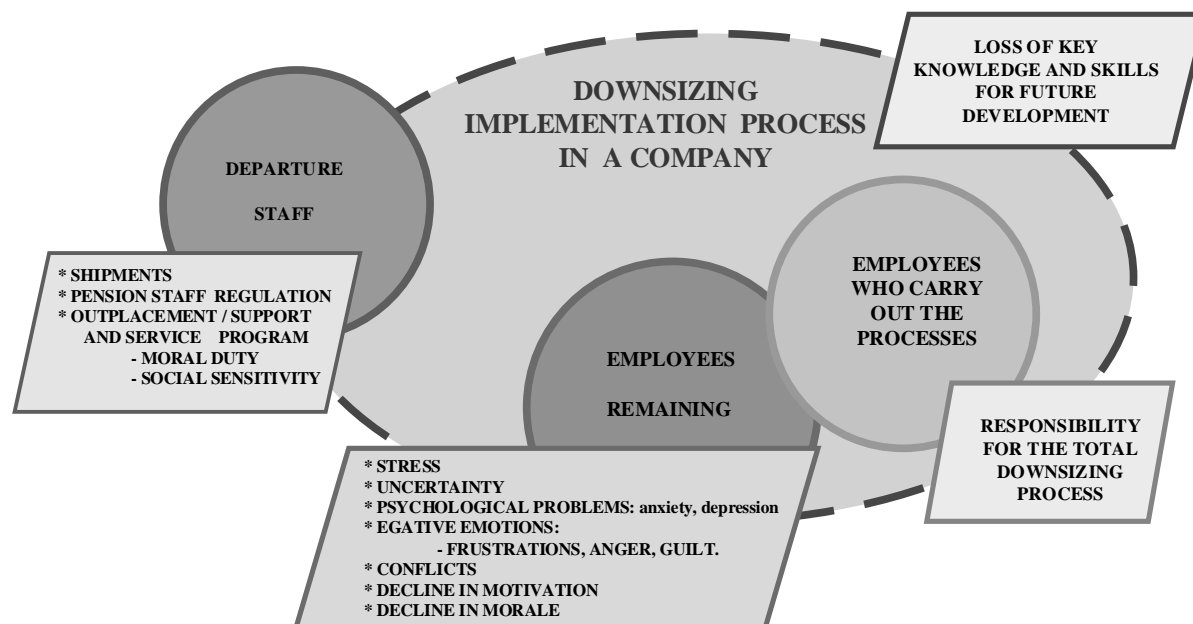 DOWNSIZING
IMPLEMENTATION PROCESS
IN A COMPANY
LOSS OF KEY
KNOWLEDGE AND SKILLS
FOR FUTURE
DEVELOPMENT
DEPARTURE
STAFF
* SHIPMENTS
* PENSION STAFF REGULATION
* OUTPLACEMENT / SUPPORT
AND SERVICE PROGRAM
- MORAL DUTY
- SOCIAL SENSITIVITY
EMPLOYEES
WHO CARRY
OUT THE
PROCESSES
EMPLOYEES
REMAINING
RESPONSIBILITY
FOR THE TOTAL
DOWNSIZING
PROCESS
* STRESS
* UNCERTAINTY
* PSYCHOLOGICAL PROBLEMS: anxiety, depression
* EGATIVE EMOTIONS:
- FRUSTRATIONS, ANGER, GUILT.
* CONFLICTS
* DECLINE IN MOTIVATION
* DECLINE IN MORALE